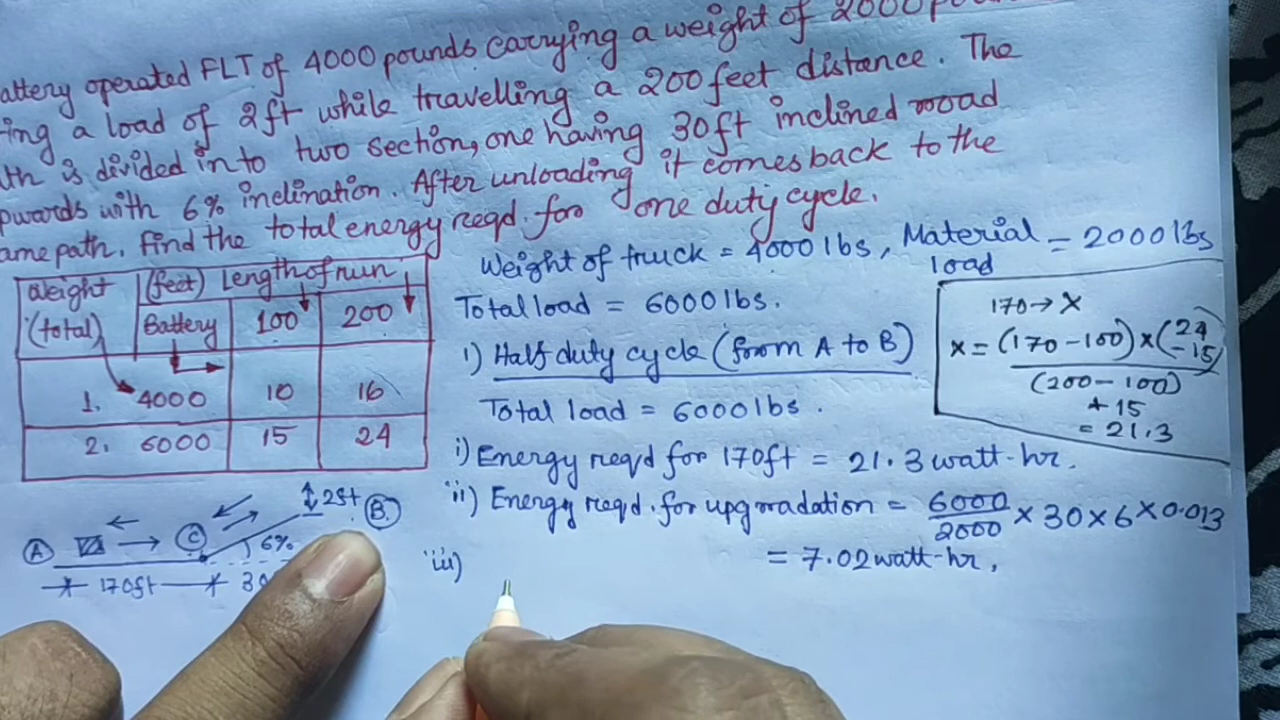 attery operated FLT of 4000 pounds carrying a weight of 2000
ing a load of 2ft while travelling a 200feet distance. The
th is divided in to two section, one having 30ft inclined road
pwards with 6% inclination. After unloading it comes back to the
ame path. Find the total energy reqd. for one duty cycle.
Weight (total)
(feet) Length of run
Battery 100 200
1. 4000 10 16
2. 6000 15 24
Weight of truck = 4000 lbs, Material load = 2000 lbs
Total load = 6000 lbs.
1) Half duty cycle (from A to B)
Total load = 6000 lbs.
i) Energy reqd for 170ft = 21.3 watt-hr.
ii) Energy reqd. for upgradation = 6000/2000 × 30 × 6 × 0.013
= 7.02 watt-hr,
iii)
170 → X
X = (170-100) × (24-15)
(200-100)
+ 15
= 21.3
2ft B.
A C 6%
170ft 30